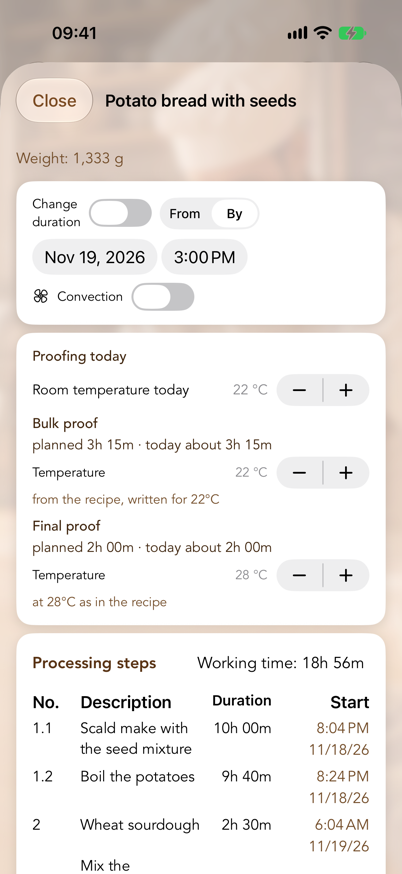 09:41
Close
Potato bread with seeds
Weight: 1,333 g
Change
duration
From By
Nov 19, 2026 3:00 PM
Convection
Proofing today
Room temperature today 22 °C − +
Bulk proof
planned 3h 15m · today about 3h 15m
Temperature 22 °C − +
from the recipe, written for 22°C
Final proof
planned 2h 00m · today about 2h 00m
Temperature 28 °C − +
at 28°C as in the recipe
Processing steps Working time: 18h 56m
No. Description Duration Start
1.1 Scald make with 10h 00m 8:04 PM
the seed mixture 11/18/26
1.2 Boil the potatoes 9h 40m 8:24 PM
11/18/26
2 Wheat sourdough 2h 30m 6:04 AM
11/19/26
Mix the